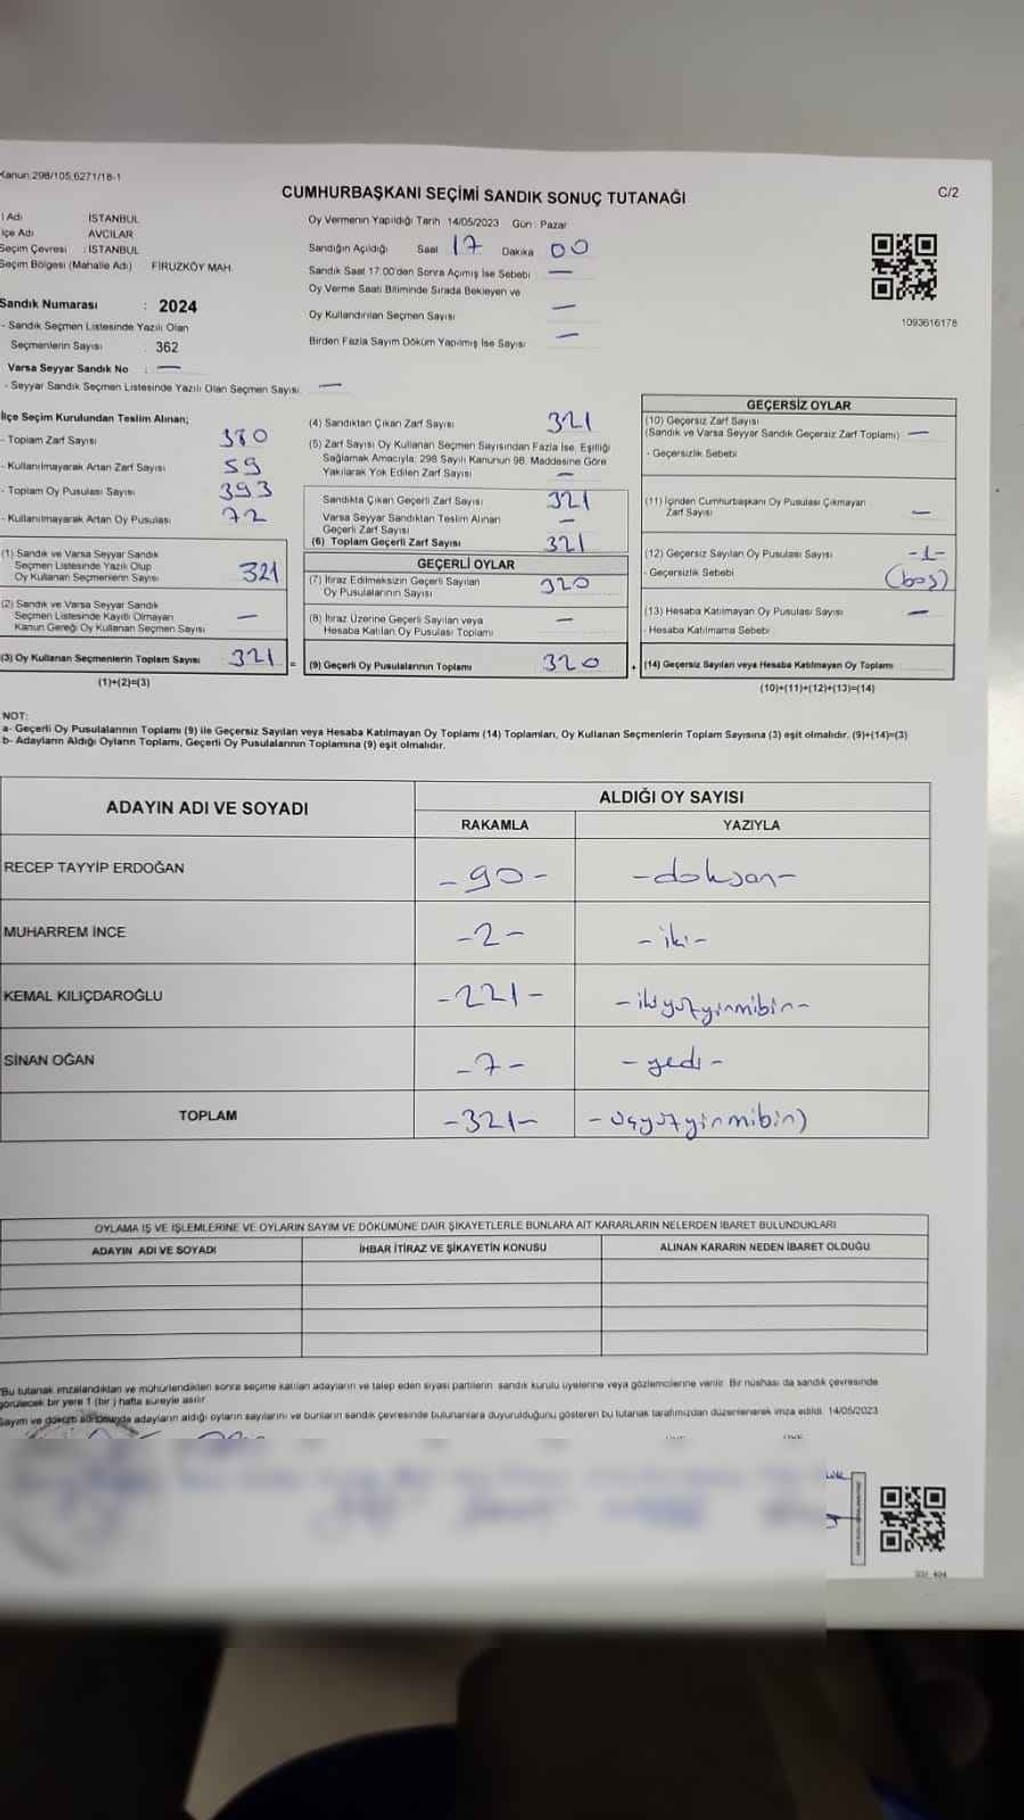 Kanun 298/105,6271/18-1
CUMHURBAŞKANI SEÇİMİ SANDIK SONUÇ TUTANAĞI
C/2
l Adı İSTANBUL
lçe Adı AVCILAR
Seçim Çevresi : İSTANBUL
Seçim Bölgesi (Mahalle Adı) FİRUZKÖY MAH.
Oy Vermenin Yapıldığı Tarih 14/05/2023 Gün : Pazar
Sandığın Açıldığı Saat 17 Dakika 00
Sandık Saat 17:00'den Sonra Açılmış İse Sebebi —
Oy Verme Saati Bitiminde Sırada Bekleyen ve
Oy Kullandırılan Seçmen Sayısı —
Birden Fazla Sayım Döküm Yapılmış İse Sayısı —
1093616178
Sandık Numarası : 2024
- Sandık Seçmen Listesinde Yazılı Olan
Seçmenlerin Sayısı 362
Varsa Seyyar Sandık No : —
- Seyyar Sandık Seçmen Listesinde Yazılı Olan Seçmen Sayısı —
İlçe Seçim Kurulundan Teslim Alınan;
- Toplam Zarf Sayısı 380
- Kullanılmayarak Artan Zarf Sayısı 59
- Toplam Oy Pusulası Sayısı 393
- Kullanılmayarak Artan Oy Pusulası 72
(1) Sandık ve Varsa Seyyar Sandık
Seçmen Listesinde Yazılı Olup
Oy Kullanan Seçmenlerin Sayısı 321
(2) Sandık ve Varsa Seyyar Sandık
Seçmen Listesinde Kayıtlı Olmayan
Kanun Gereği Oy Kullanan Seçmen Sayısı —
(3) Oy Kullanan Seçmenlerin Toplam Sayısı 321 =
(1)+(2)=(3)
(4) Sandıktan Çıkan Zarf Sayısı 321
(5) Zarf Sayısı Oy Kullanan Seçmen Sayısından Fazla İse, Eşitliği
Sağlamak Amacıyla; 298 Sayılı Kanunun 98. Maddesine Göre
Yakılarak Yok Edilen Zarf Sayısı —
Sandıkta Çıkan Geçerli Zarf Sayısı 321
Varsa Seyyar Sandıktan Teslim Alınan
Geçerli Zarf Sayısı —
(6) Toplam Geçerli Zarf Sayısı 321
GEÇERLİ OYLAR
(7) İtiraz Edilmeksizin Geçerli Sayılan
Oy Pusulalarının Sayısı 320
(8) İtiraz Üzerine Geçerli Sayılan veya
Hesaba Katılan Oy Pusulası Toplamı —
(9) Geçerli Oy Pusulalarının Toplamı 320 +
GEÇERSİZ OYLAR
(10) Geçersiz Zarf Sayısı
(Sandık ve Varsa Seyyar Sandık Geçersiz Zarf Toplamı) —
- Geçersizlik Sebebi
(11) İçinden Cumhurbaşkanı Oy Pusulası Çıkmayan
Zarf Sayısı —
(12) Geçersiz Sayılan Oy Pusulası Sayısı -1-
- Geçersizlik Sebebi (boş)
(13) Hesaba Katılmayan Oy Pusulası Sayısı —
- Hesaba Katılmama Sebebi
(14) Geçersiz Sayılan veya Hesaba Katılmayan Oy Toplamı
(10)+(11)+(12)+(13)=(14)
NOT:
a- Geçerli Oy Pusulalarının Toplamı (9) ile Geçersiz Sayılan veya Hesaba Katılmayan Oy Toplamı (14) Toplamları, Oy Kullanan Seçmenlerin Toplam Sayısına (3) eşit olmalıdır. (9)+(14)=(3)
b- Adayların Aldığı Oyların Toplamı, Geçerli Oy Pusulalarının Toplamına (9) eşit olmalıdır.
ADAYIN ADI VE SOYADI
ALDIĞI OY SAYISI
RAKAMLA YAZIYLA
RECEP TAYYİP ERDOĞAN -90- -doksan-
MUHARREM İNCE -2- -iki-
KEMAL KILIÇDAROĞLU -221- -ikiyüzyirmibir-
SİNAN OĞAN -7- -yedi-
TOPLAM -321- -üçyüzyirmibir)
OYLAMA İŞ VE İŞLEMLERİNE VE OYLARIN SAYIM VE DÖKÜMÜNE DAİR ŞİKAYETLERLE BUNLARA AİT KARARLARIN NELERDEN İBARET BULUNDUKLARI
ADAYIN ADI VE SOYADI İHBAR İTİRAZ VE ŞİKAYETİN KONUSU ALINAN KARARIN NEDEN İBARET OLDUĞU
Bu tutanak imzalandıktan ve mühürlendikten sonra seçime katılan adayların ve talep eden siyasi partilerin sandık kurulu üyelerine veya gözlemcilerine verilir. Bir nüshası da sandık çevresinde
görülecek bir yere 1 (bir) hafta süreyle asılır
Sayım ve döküm sonunda adayların aldığı oyların sayılarını ve bunların sandık çevresinde bulunanlara duyurulduğunu gösteren bu tutanak tarafımızdan düzenlenerek imza edildi. 14/05/2023